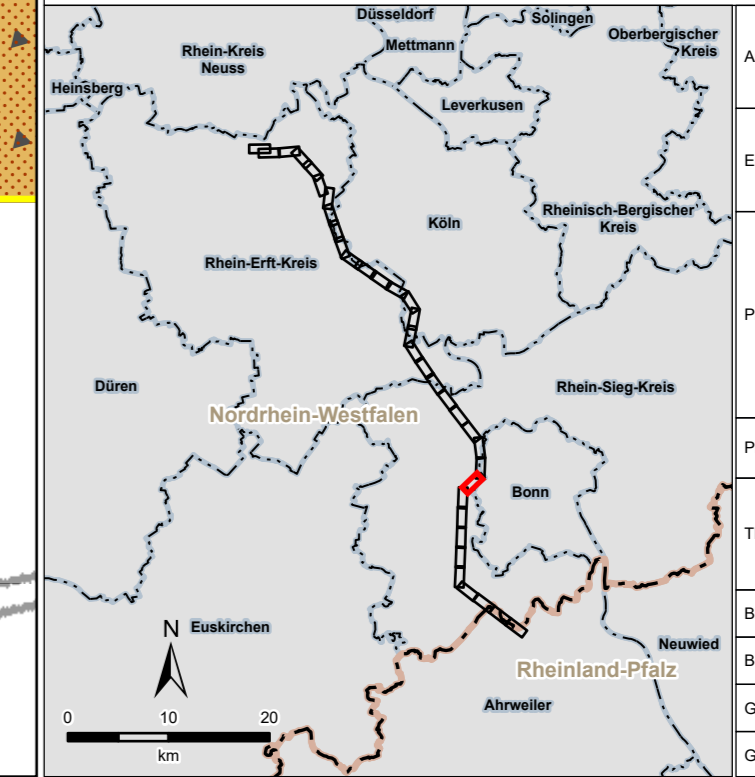 Düsseldorf
Solingen
Mettmann
Oberbergischer
Kreis
Rhein-Kreis
Neuss
Heinsberg
Leverkusen
Köln
Rheinisch-Bergischer
Kreis
Rhein-Erft-Kreis
Düren
Rhein-Sieg-Kreis
Nordrhein-Westfalen
Bonn
Euskirchen
N
Neuwied
Rheinland-Pfalz
Ahrweiler
0 10 20
km
A
E
P
P
B
B
G
G